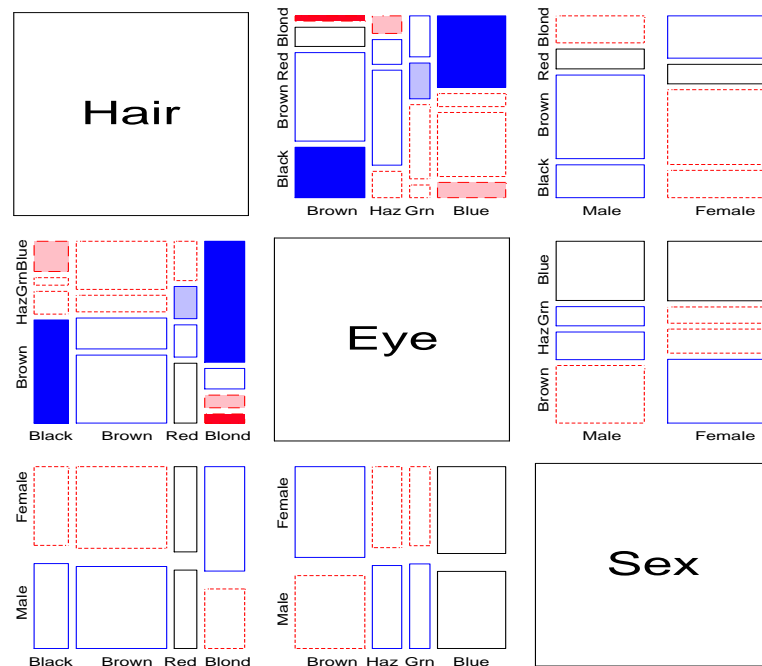 Hair
Black Brown Red Blond
Brown Haz Grn Blue
Black Brown Red Blond
Male Female
Brown HazGrnBlue
Black Brown Red Blond
Eye
Brown Haz Grn Blue
Male Female
Male Female
Black Brown Red Blond
Male Female
Brown Haz Grn Blue
Sex